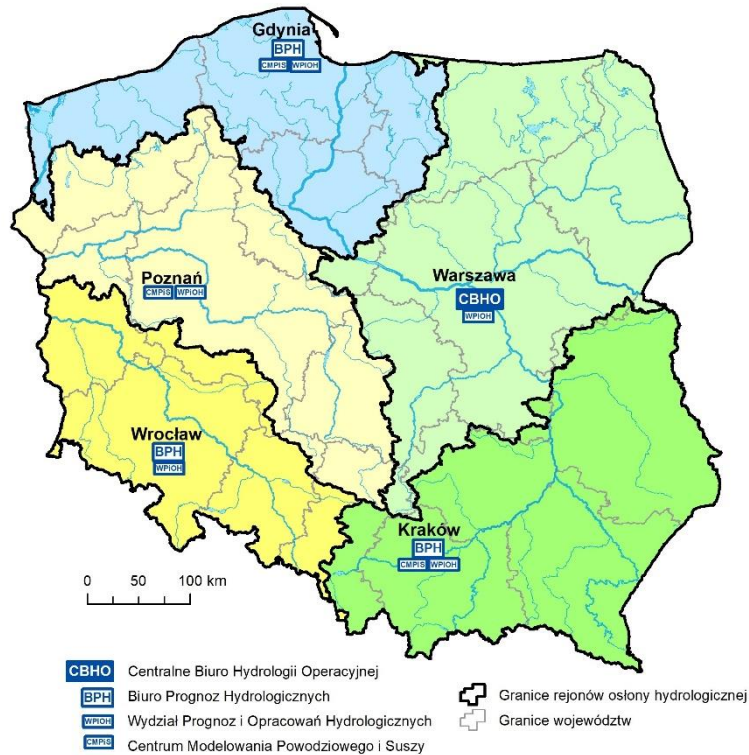 Gdynia
BPH
CMPiS WPiOH
Poznań
CMPiS WPiOH
Warszawa
CBHO
WPiOH
Wrocław
BPH
WPiOH
Kraków
BPH
CMPiS WPiOH
0 50 100 km
CBHO Centralne Biuro Hydrologii Operacyjnej
BPH Biuro Prognoz Hydrologicznych
WPiOH Wydział Prognoz i Opracowań Hydrologicznych
CMPiS Centrum Modelowania Powodziowego i Suszy
Granice rejonów osłony hydrologicznej
Granice województw